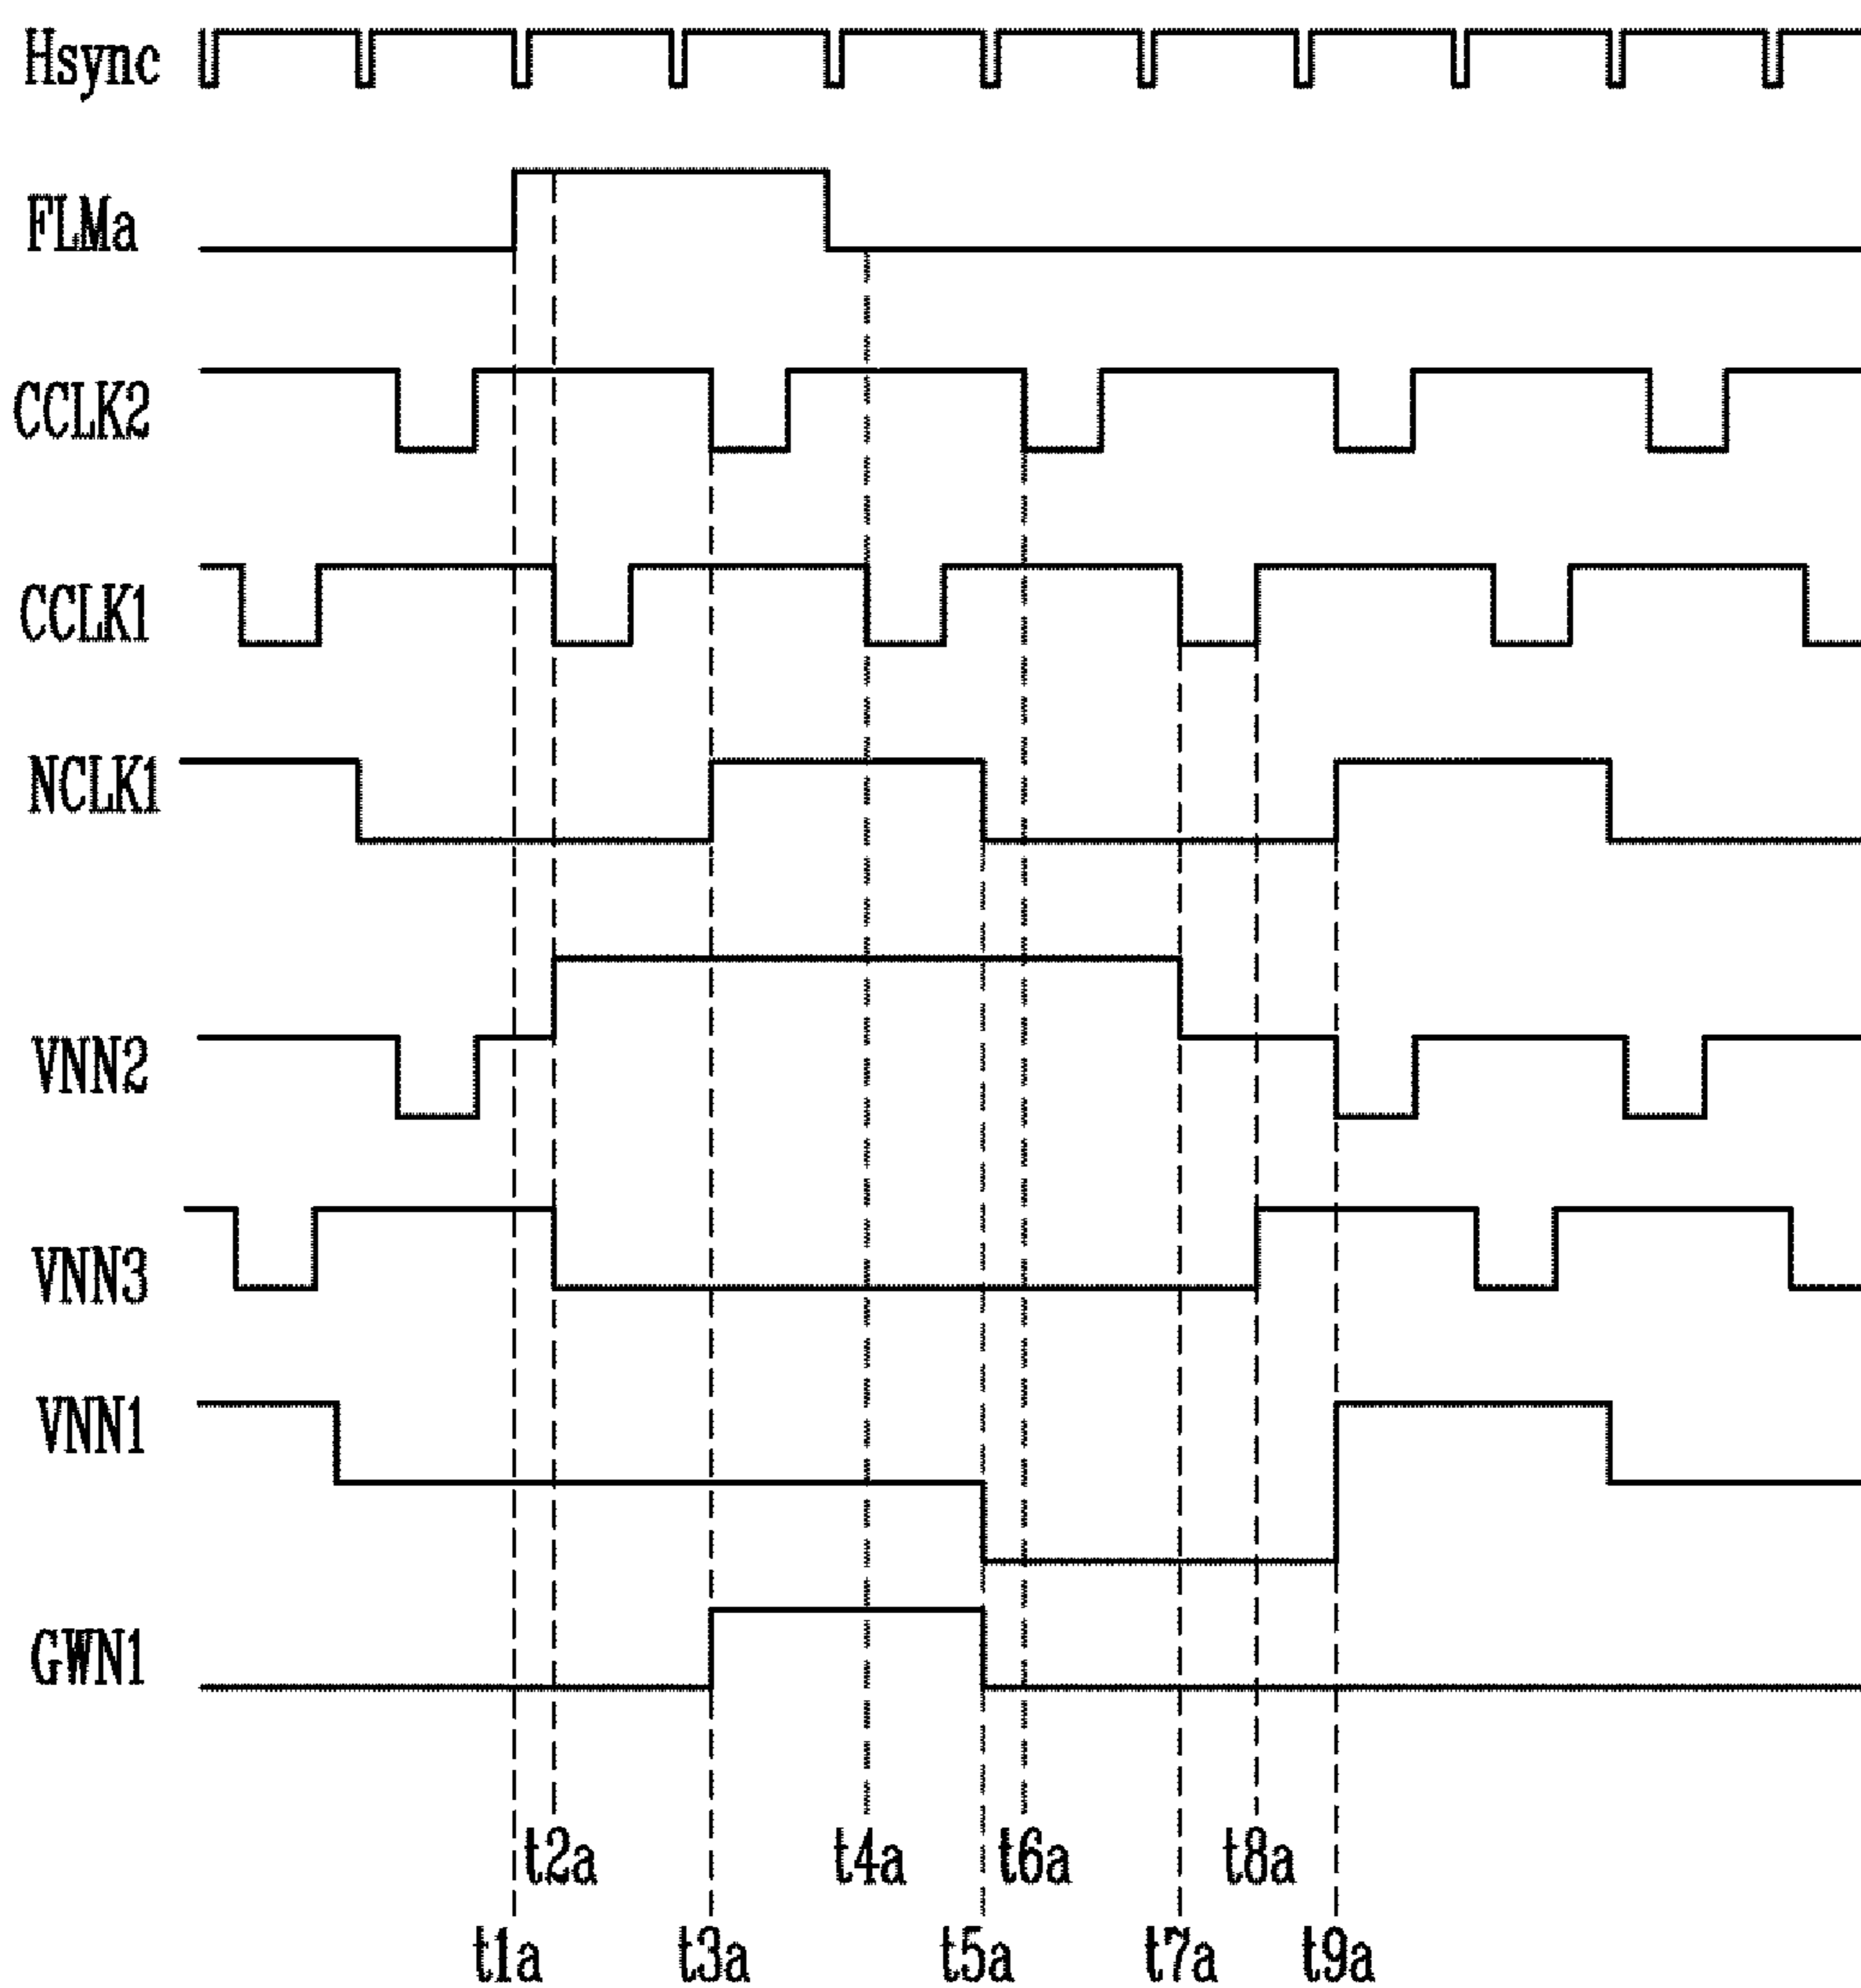 Hsync
FLMa
CCLK2
CCLK1
NCLK1
VNN2
VNN3
VNN1
GWN1
t2a t4a t6a t8a
t1a t3a t5a t7a t9a